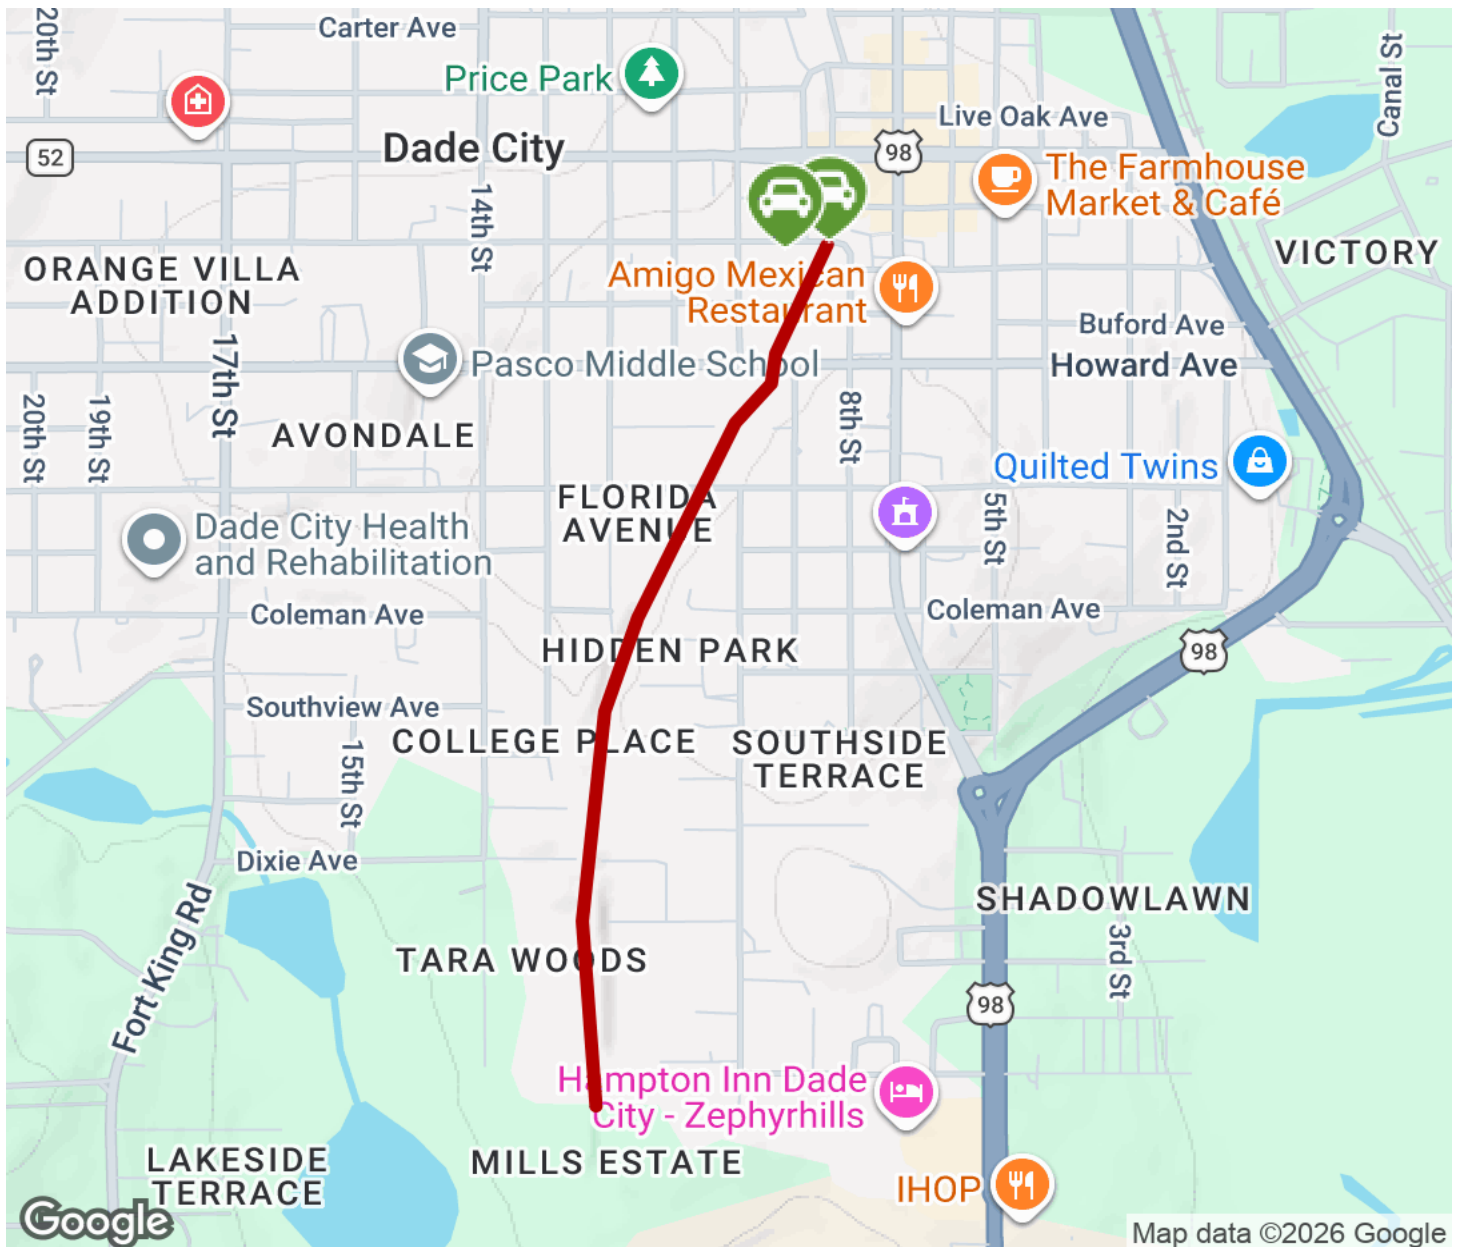 20th St
Carter Ave
Canal St
Price Park
Live Oak Ave
52
Dade City
98
The Farmhouse
Market & Café
14th St
VICTORY
ORANGE VILLA
ADDITION
Amigo Mexican
Restaurant
Buford Ave
17th St
Pasco Middle School
Howard Ave
20th St
19th St
AVONDALE
8th St
Quilted Twins
FLORIDA
AVENUE
5th St
2nd St
Dade City Health
and Rehabilitation
Coleman Ave
Coleman Ave
HIDDEN PARK
98
Southview Ave
COLLEGE PLACE
SOUTHSIDE
TERRACE
15th St
Dixie Ave
SHADOWLAWN
Fort King Rd
TARA WOODS
3rd St
98
Hampton Inn Dade
City - Zephyrhills
LAKESIDE
TERRACE
MILLS ESTATE
IHOP
Google
Map data ©2026 Google